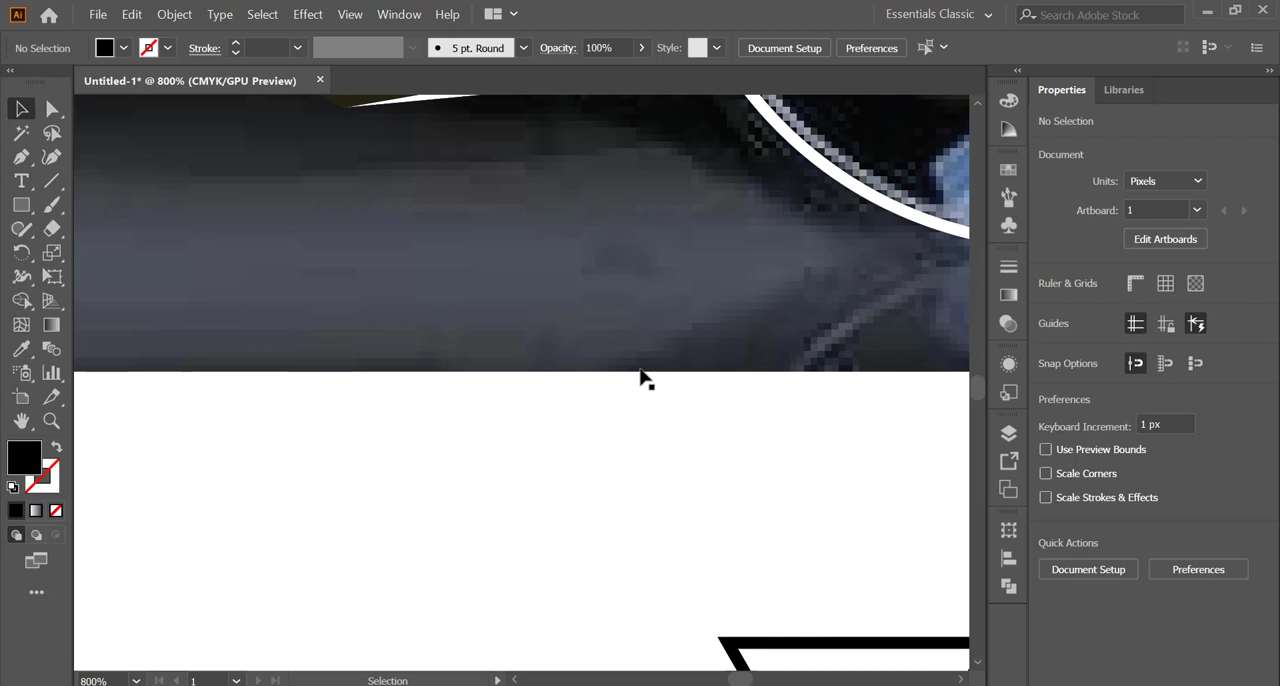 Ai File Edit Object Type Select Effect View Window Help Essentials Classic Search Adobe Stock
No Selection Stroke: 5 pt. Round Opacity: 100% Style: Document Setup Preferences
Untitled-1* @ 800% (CMYK/GPU Preview)
Properties Libraries
No Selection
Document
Units: Pixels
Artboard: 1
Edit Artboards
Ruler & Grids
Guides
Snap Options
Preferences
Keyboard Increment: 1 px
Use Preview Bounds
Scale Corners
Scale Strokes & Effects
Quick Actions
Document Setup Preferences
800% 1 Selection